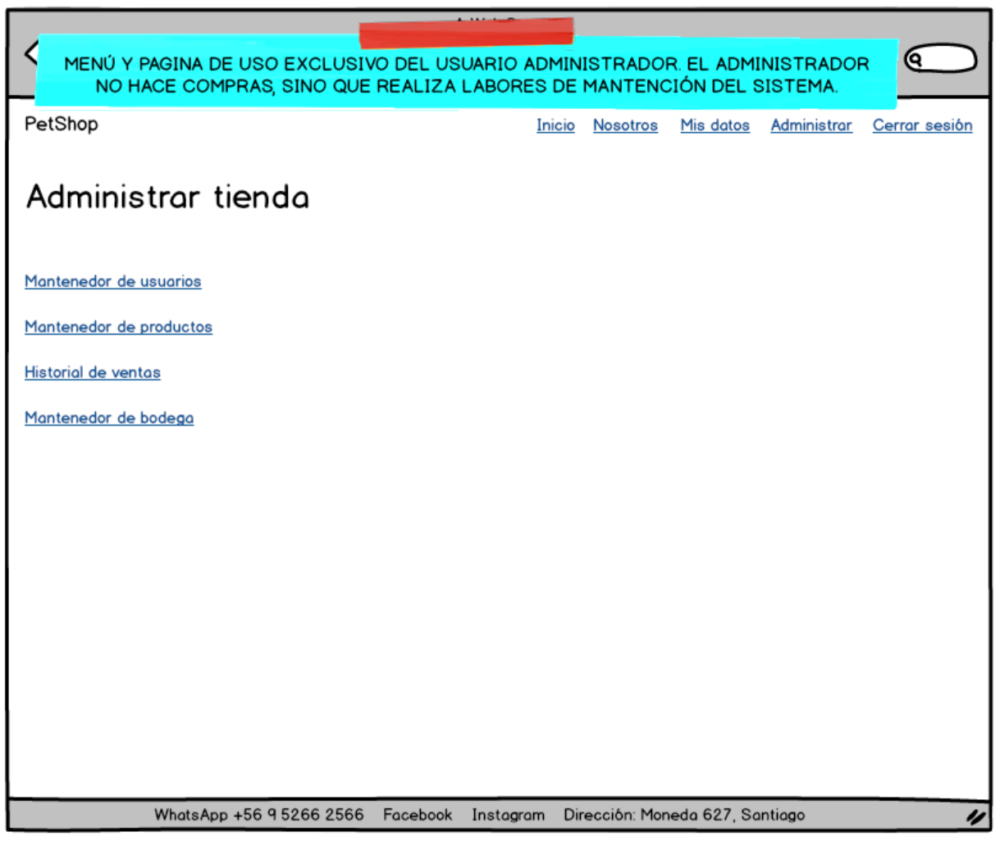 MENÚ Y PAGINA DE USO EXCLUSIVO DEL USUARIO ADMINISTRADOR. EL ADMINISTRADOR
NO HACE COMPRAS, SINO QUE REALIZA LABORES DE MANTENCIÓN DEL SISTEMA.
PetShop Inicio Nosotros Mis datos Administrar Cerrar sesión
Administrar tienda
Mantenedor de usuarios
Mantenedor de productos
Historial de ventas
Mantenedor de bodega
WhatsApp +56 9 5266 2566 Facebook Instagram Dirección: Moneda 627, Santiago